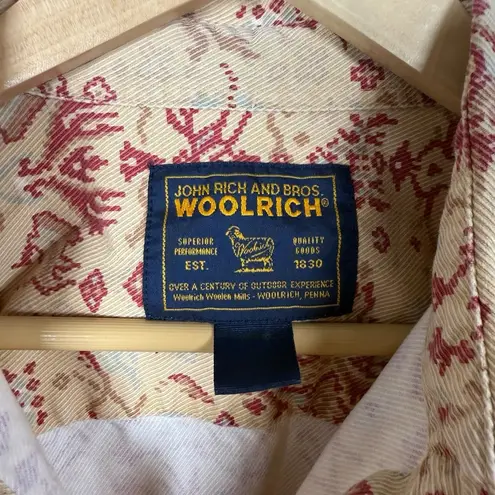 JOHN RICH AND BROS.
WOOLRICH®
SUPERIOR PERFORMANCE
Woolrich
QUALITY GOODS
EST. 1830
OVER A CENTURY OF OUTDOOR EXPERIENCE
Woolrich Woolen Mills - WOOLRICH, PENNA